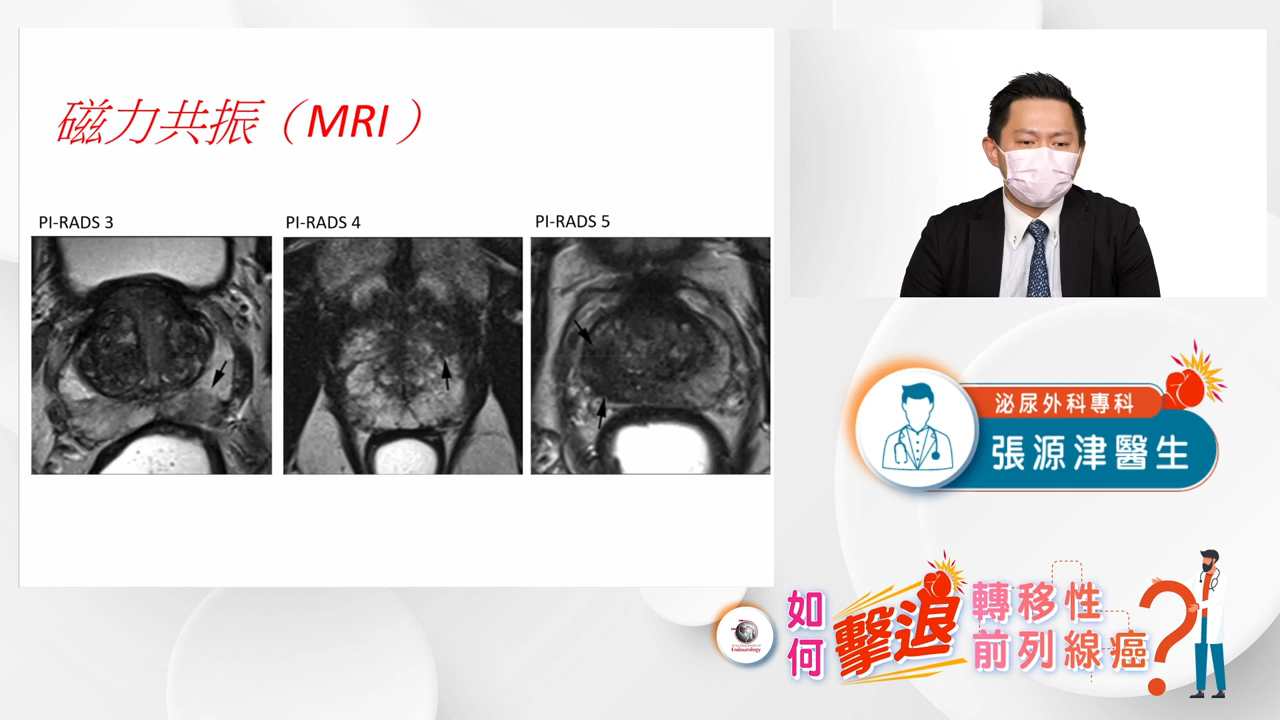 磁力共振（MRI）
PI-RADS 3
PI-RADS 4
PI-RADS 5
泌尿外科專科
張源津醫生
Endourology
如何
擊退
轉移性
前列線癌?